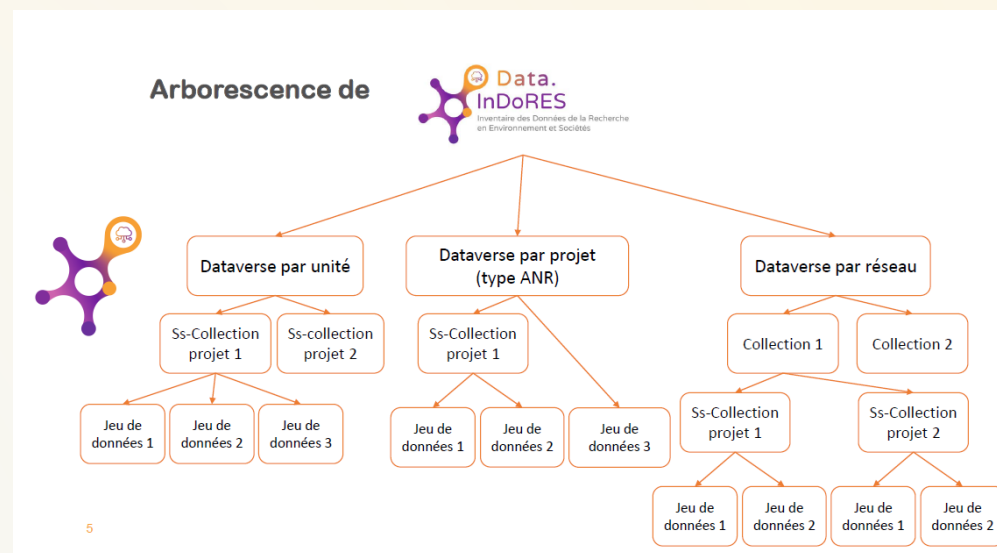 Arborescence de
Data.
InDoRES
Inventaire des Données de la Recherche
en Environnement et Sociétés
Dataverse par unité
Dataverse par projet
(type ANR)
Dataverse par réseau
Ss-Collection
projet 1
Ss-collection
projet 2
Ss-Collection
projet 1
Collection 1
Collection 2
Jeu de
données 1
Jeu de
données 2
Jeu de
données 3
Jeu de
données 1
Jeu de
données 2
Jeu de
données 3
Ss-Collection
projet 1
Ss-Collection
projet 2
Jeu de
données 1
Jeu de
données 2
Jeu de
données 1
Jeu de
données 2
5